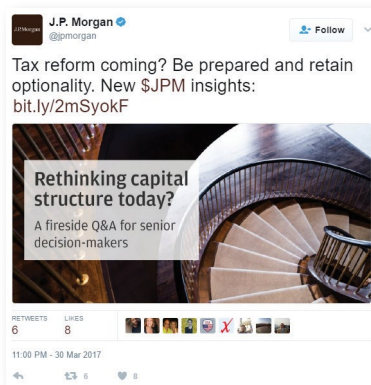 J.P. Morgan
@jpmorgan
Follow
Tax reform coming? Be prepared and retain
optionality. New $JPM insights:
bit.ly/2mSyokF
Rethinking capital
structure today?
A fireside Q&A for senior
decision-makers
RETWEETS LIKES
6 8
11:00 PM - 30 Mar 2017
6 8